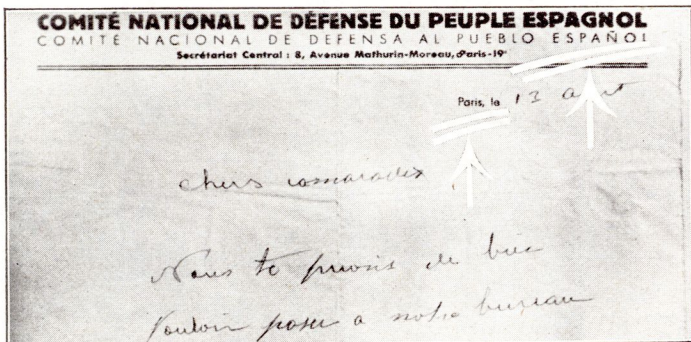 COMITÉ NATIONAL DE DÉFENSE DU PEUPLE ESPAGNOL
COMITÉ NACIONAL DE DEFENSA AL PUEBLO ESPAÑOL
Secrétariat Central : 8, Avenue Mathurin-Moreau, Paris-19e
Paris, le 13 août
chers camarades
Nous te prions de bien
vouloir passer a notre bureau